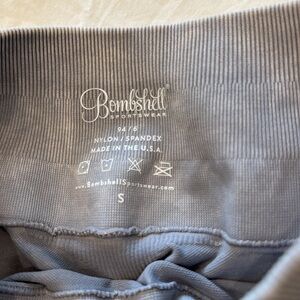 Bombshell
SPORTSWEAR
94/6
NYLON/SPANDEX
MADE IN THE U.S.A.
www.BombshellSportswear.com
S